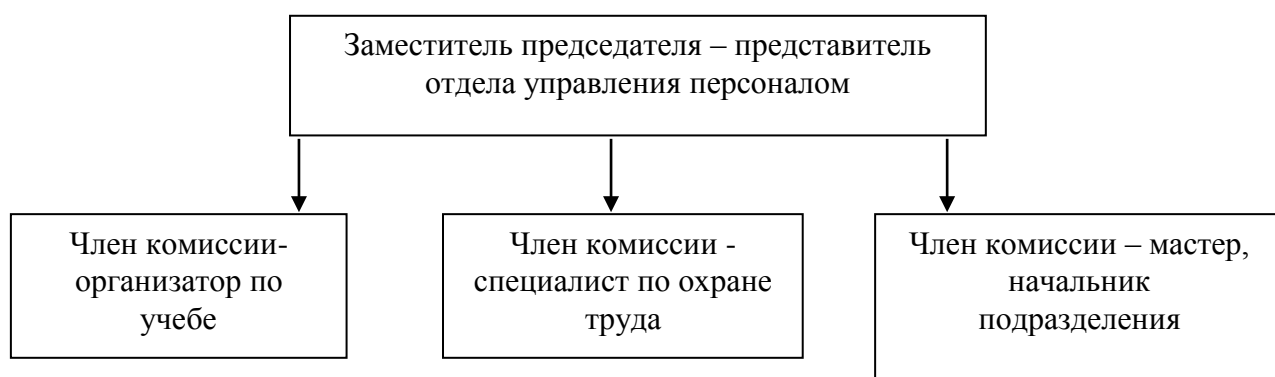 Заместитель председателя – представитель
отдела управления персоналом
Член комиссии-
организатор по
учебе
Член комиссии -
специалист по охране
труда
Член комиссии – мастер,
начальник
подразделения